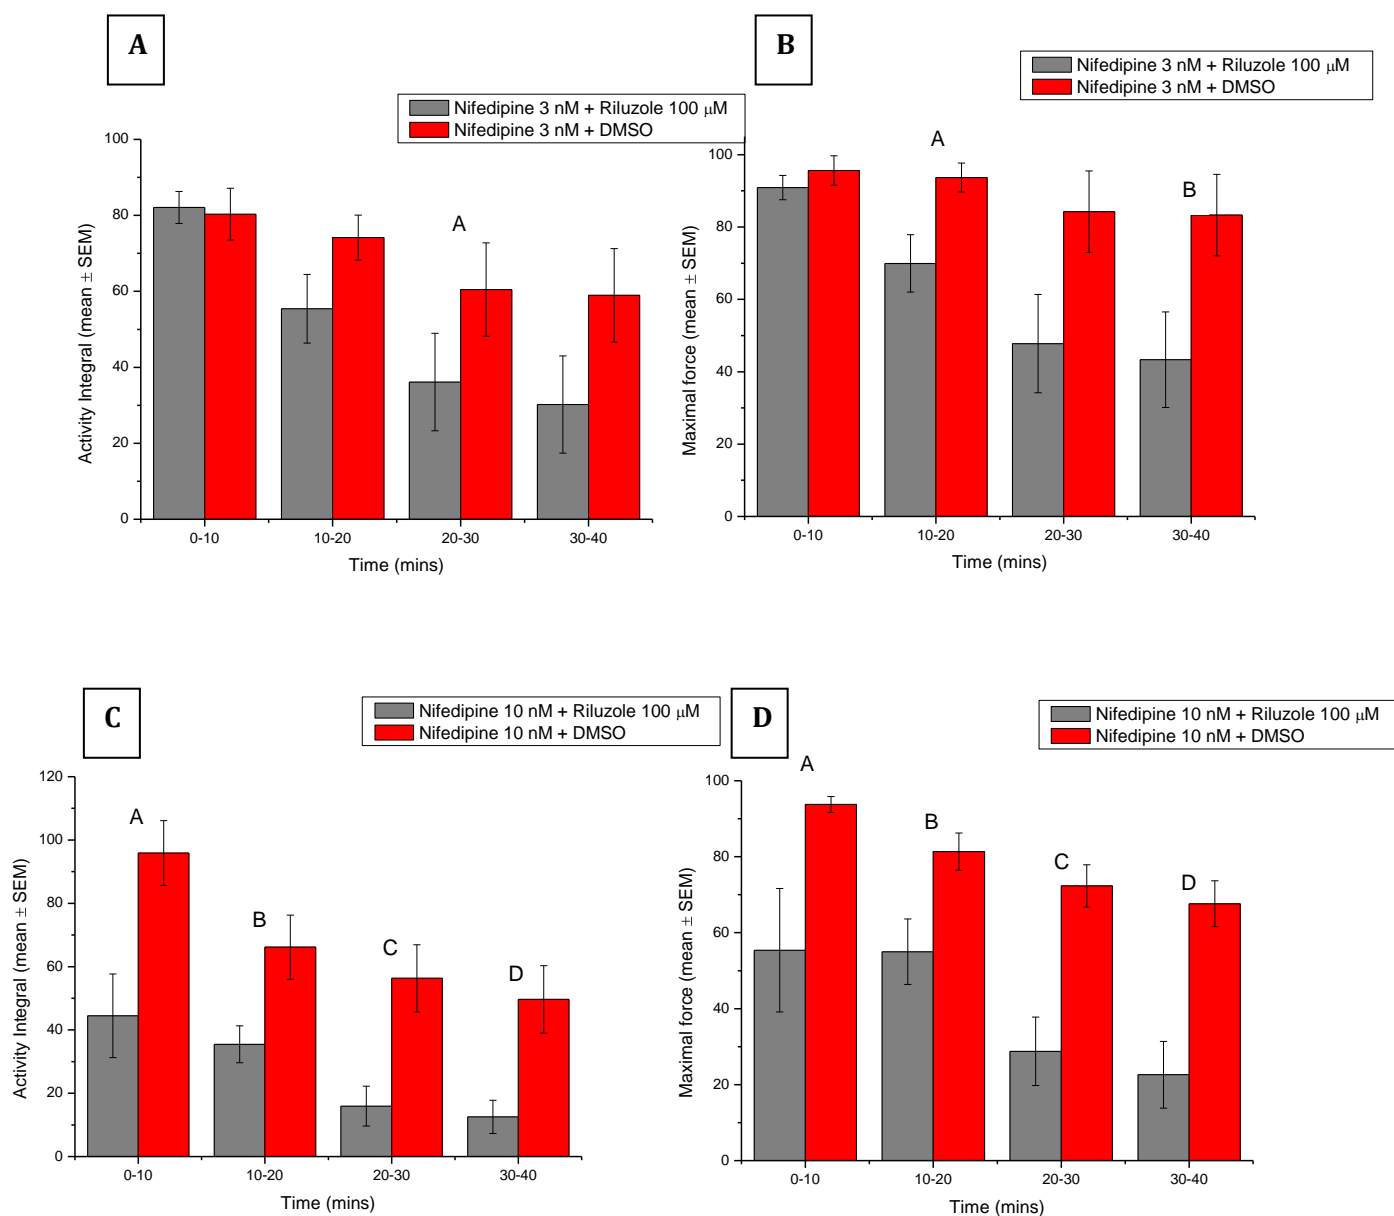 A
Nifedipine 3 nM + Riluzole 100 μM
Nifedipine 3 nM + DMSO
100
80
60
40
20
0
A
Activity Integral (mean ± SEM)
0-10 10-20 20-30 30-40
Time (mins)
B
Nifedipine 3 nM + Riluzole 100 μM
Nifedipine 3 nM + DMSO
100
80
60
40
20
0
A
B
Maximal force (mean ± SEM)
0-10 10-20 20-30 30-40
Time (mins)
C
Nifedipine 10 nM + Riluzole 100 μM
Nifedipine 10 nM + DMSO
120
100
80
60
40
20
0
A
B
C
D
Activity Integral (mean ± SEM)
0-10 10-20 20-30 30-40
Time (mins)
D
Nifedipine 10 nM + Riluzole 100 μM
Nifedipine 10 nM + DMSO
100
80
60
40
20
0
A
B
C
D
Maximal force (mean ± SEM)
0-10 10-20 20-30 30-40
Time (mins)